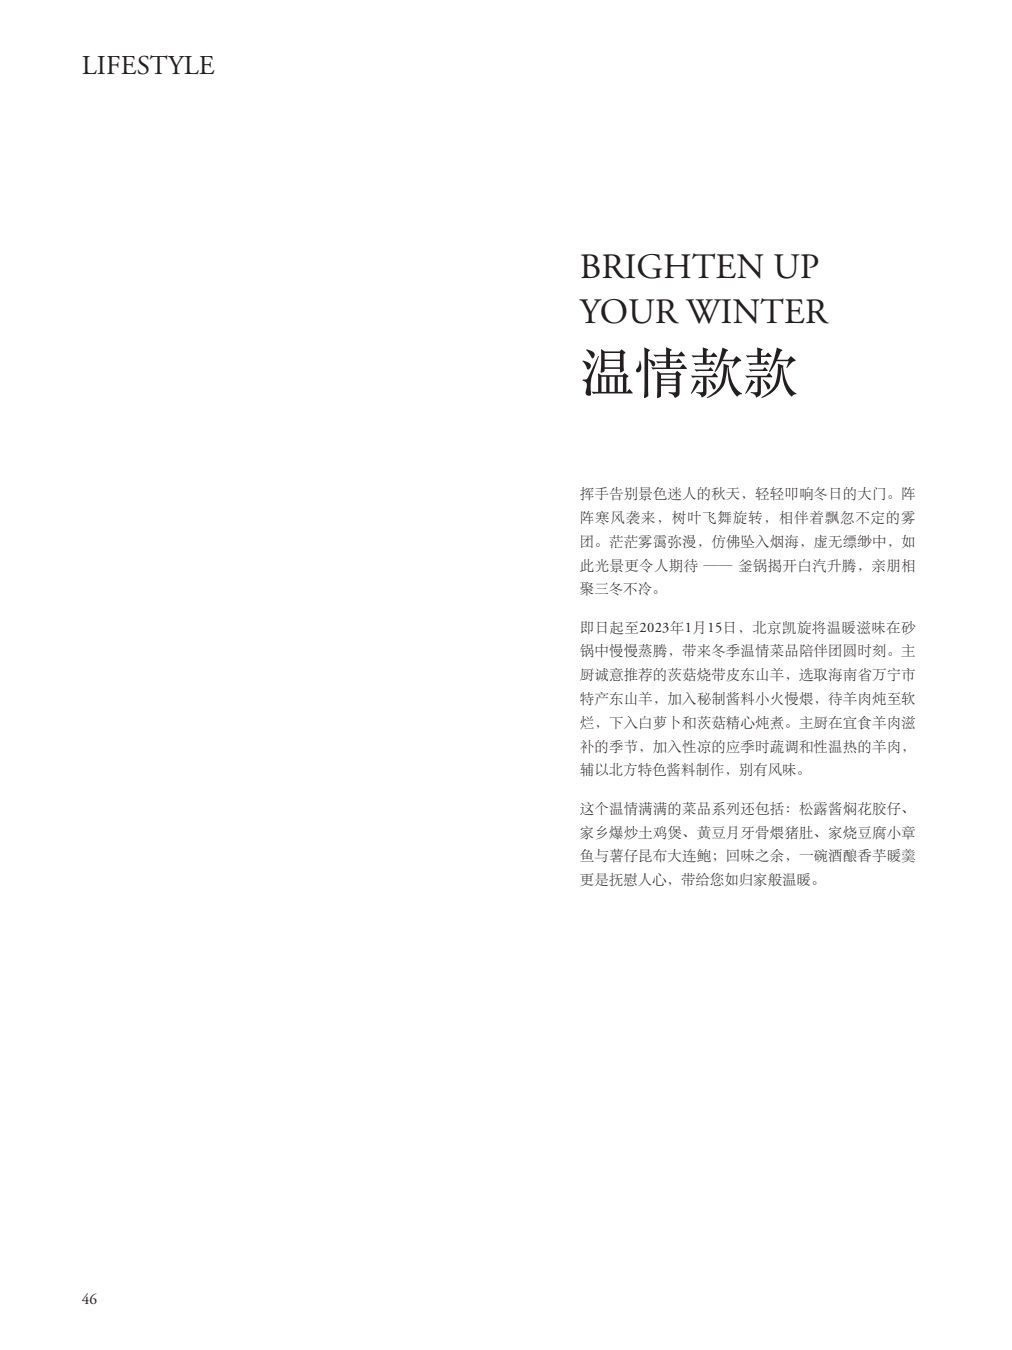 LIFESTYLE
BRIGHTEN UP
YOUR WINTER
温情款款
挥手告别景色迷人的秋天，轻轻叩响冬日的大门。阵
阵寒风袭来，树叶飞舞旋转，相伴着飘忽不定的雾
团。茫茫雾霭弥漫，仿佛坠入烟海，虚无缥缈中，如
此光景更令人期待 —— 釜锅揭开白汽升腾，亲朋相
聚三冬不冷。
即日起至2023年1月15日，北京凯旋将温暖滋味在砂
锅中慢慢蒸腾，带来冬季温情菜品陪伴团圆时刻。主
厨诚意推荐的茨菇烧带皮东山羊，选取海南省万宁市
特产东山羊，加入秘制酱料小火慢煨，待羊肉炖至软
烂，下入白萝卜和茨菇精心炖煮。主厨在宜食羊肉滋
补的季节，加入性凉的应季时蔬调和性温热的羊肉，
辅以北方特色酱料制作，别有风味。
这个温情满满的菜品系列还包括：松露酱焖花胶仔、
家乡爆炒土鸡煲、黄豆月牙骨煨猪肚、家烧豆腐小章
鱼与薯仔昆布大连鲍；回味之余，一碗酒酿香芋暖羹
更是抚慰人心，带给您如归家般温暖。
46